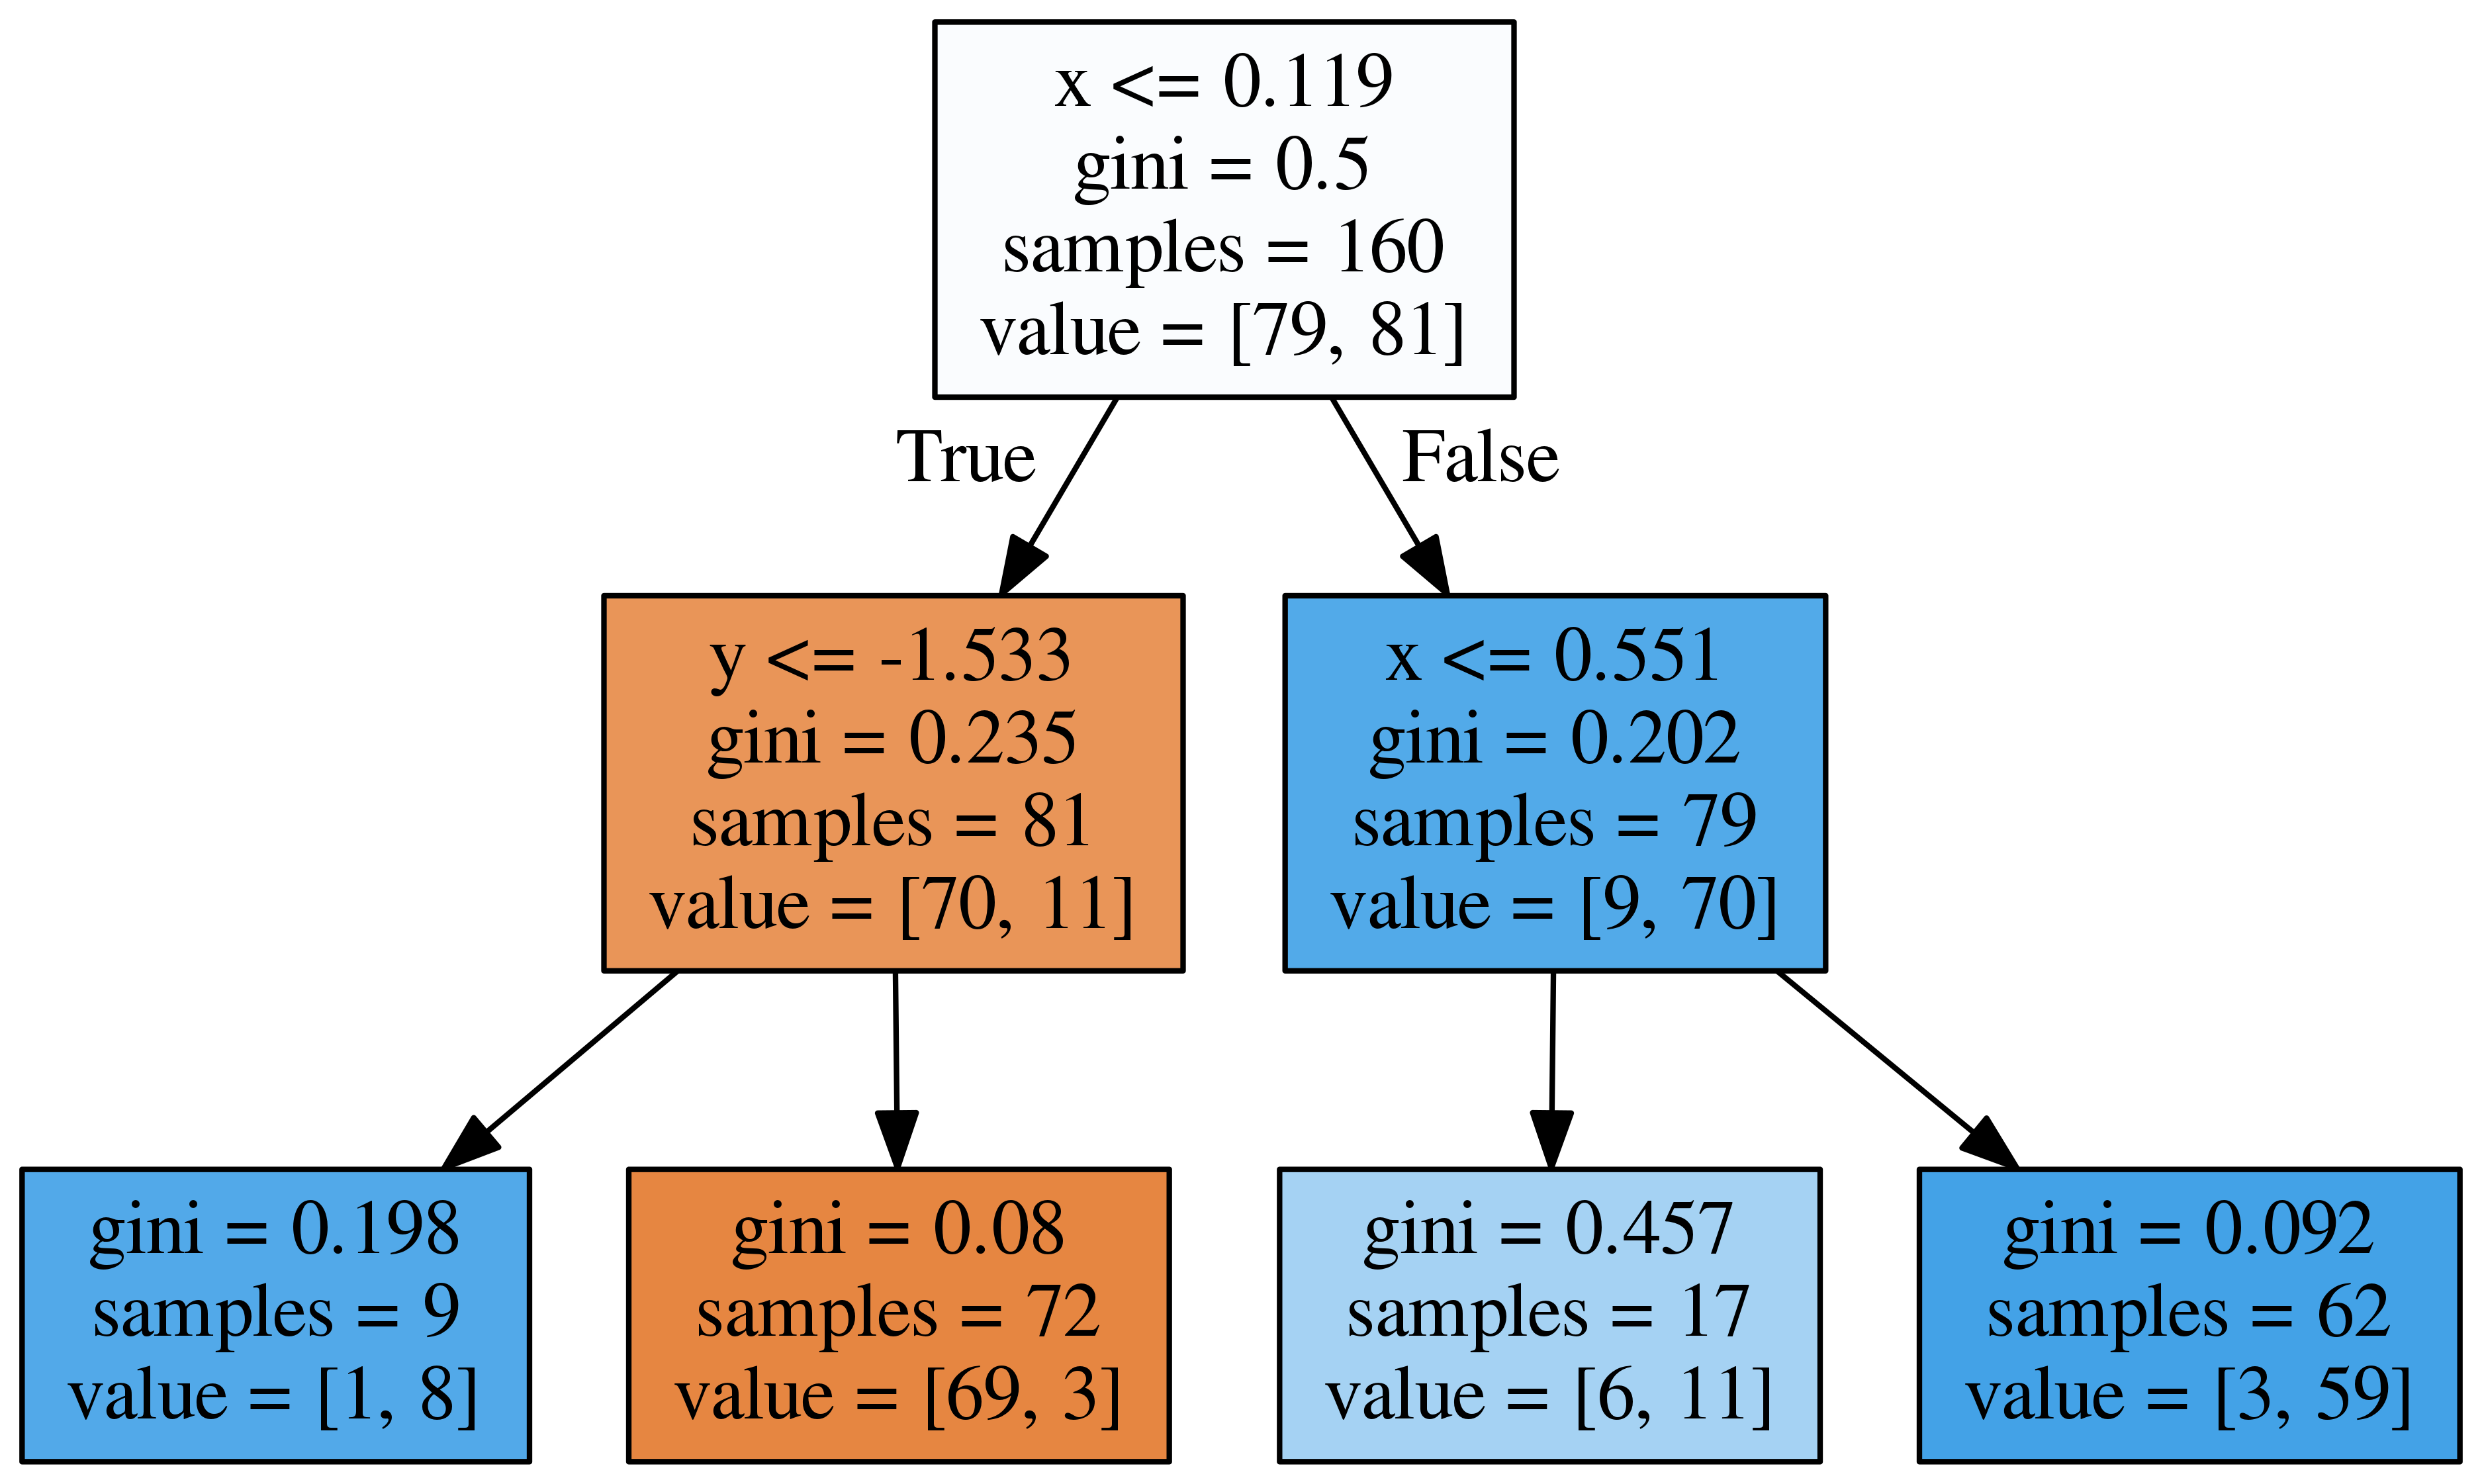 x <= 0.119
gini = 0.5
samples = 160
value = [79, 81]
True
False
y <= -1.533
gini = 0.235
samples = 81
value = [70, 11]
x <= 0.551
gini = 0.202
samples = 79
value = [9, 70]
gini = 0.198
samples = 9
value = [1, 8]
gini = 0.08
samples = 72
value = [69, 3]
gini = 0.457
samples = 17
value = [6, 11]
gini = 0.092
samples = 62
value = [3, 59]